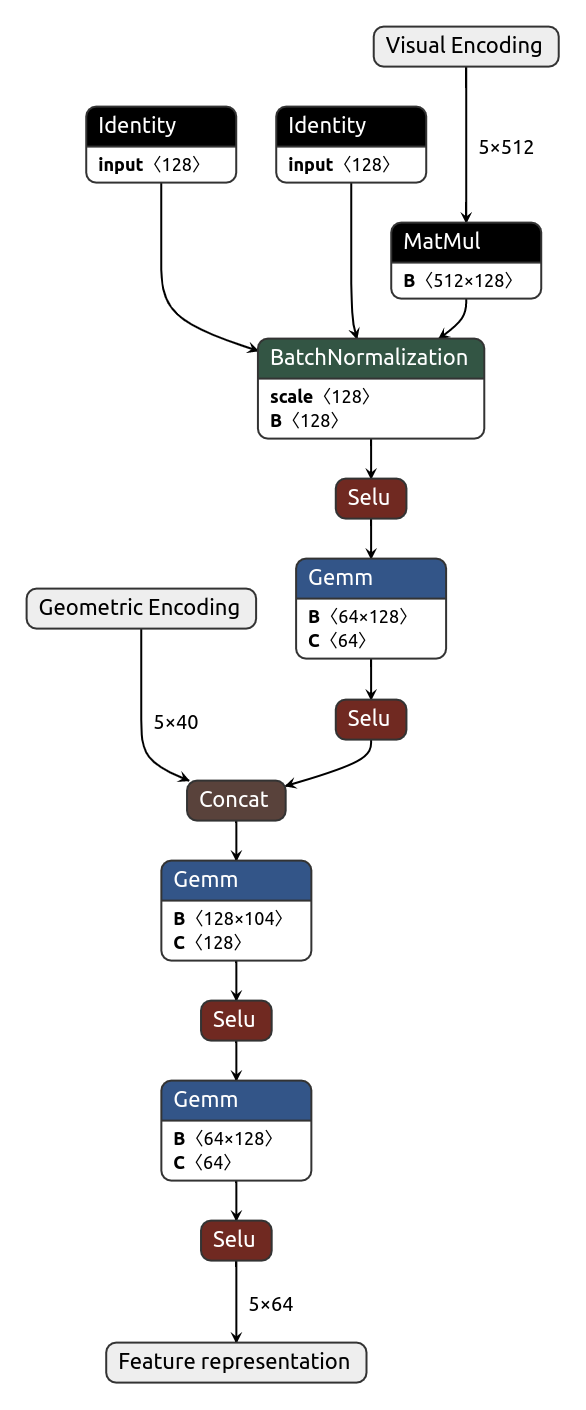 Visual Encoding
Identity
input〈128〉
Identity
input〈128〉
5×512
MatMul
B〈512×128〉
BatchNormalization
scale〈128〉
B〈128〉
Selu
Gemm
B〈64×128〉
C〈64〉
Geometric Encoding
Selu
5×40
Concat
Gemm
B〈128×104〉
C〈128〉
Selu
Gemm
B〈64×128〉
C〈64〉
Selu
5×64
Feature representation